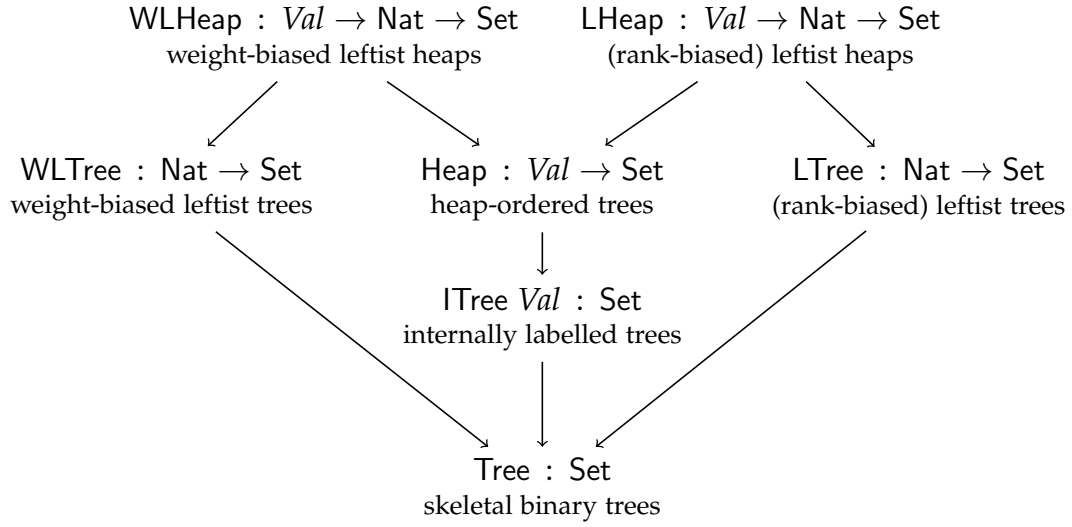 WLHeap : Val → Nat → Set
weight-biased leftist heaps
LHeap : Val → Nat → Set
(rank-biased) leftist heaps
WLTree : Nat → Set
weight-biased leftist trees
Heap : Val → Set
heap-ordered trees
LTree : Nat → Set
(rank-biased) leftist trees
ITree Val : Set
internally labelled trees
Tree : Set
skeletal binary trees